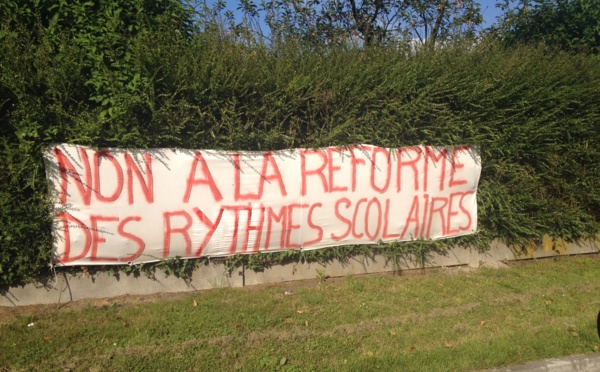 NON A LA REFORME
DES RYTHMES SCOLAIRES